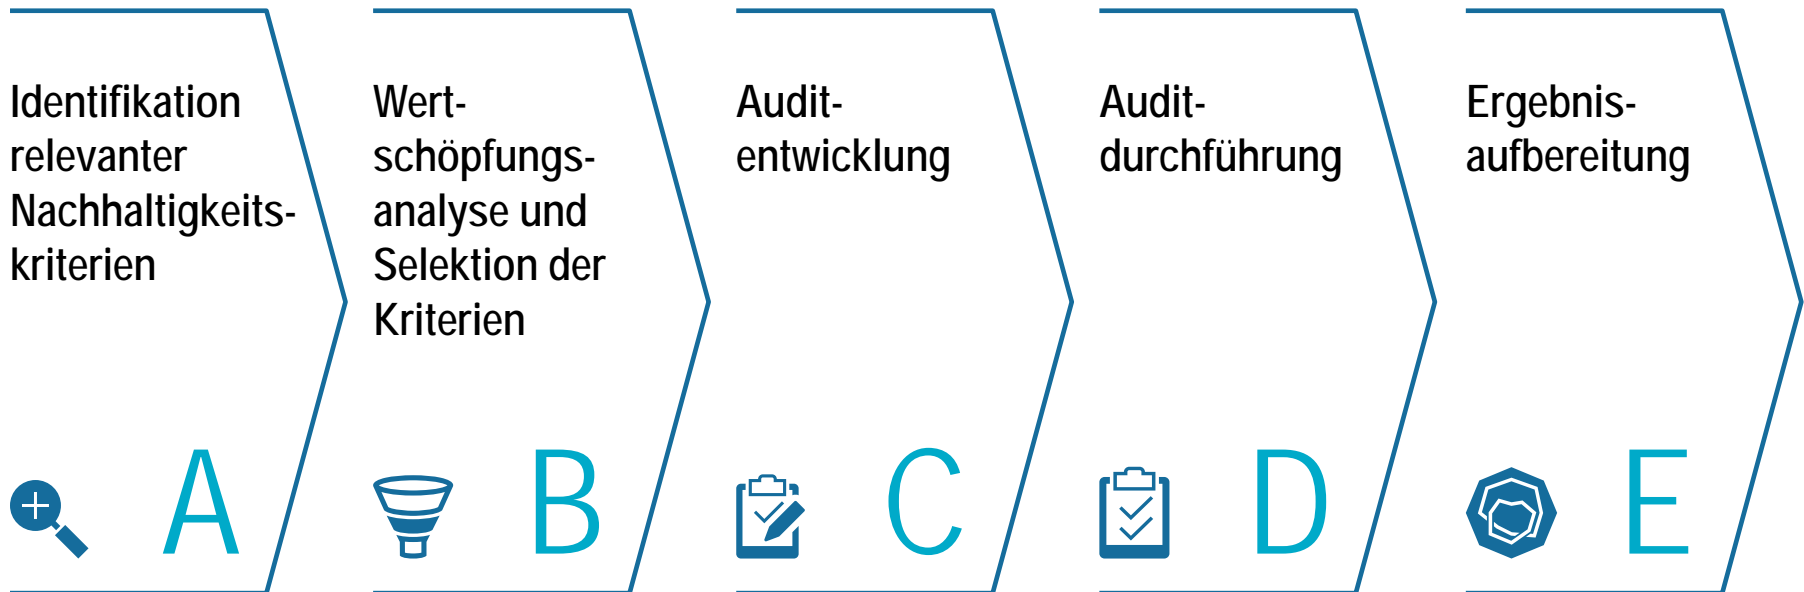 Identifikation
relevanter
Nachhaltigkeits-
kriterien
A
Wert-
schöpfungs-
analyse und
Selektion der
Kriterien
B
Audit-
entwicklung
C
Audit-
durchführung
D
Ergebnis-
aufbereitung
E